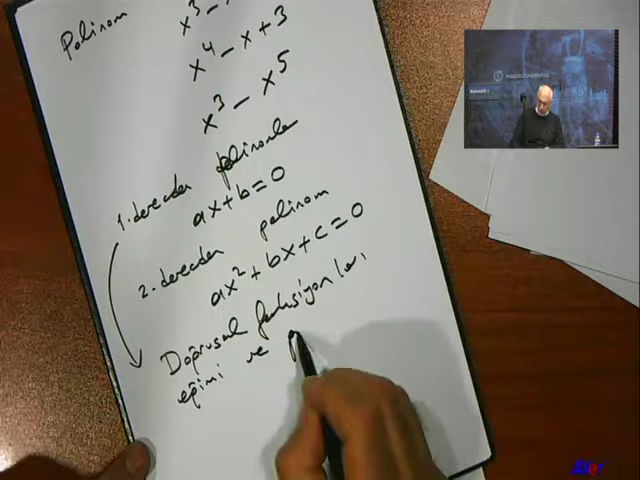 Polinom
x³ -
x⁴ - x + 3
x³ - x⁵
1. dereceden polinomlar
ax + b = 0
2. dereceden polinom
ax² + bx + c = 0
Doğrusal fonksiyonlar,
eğimi ve